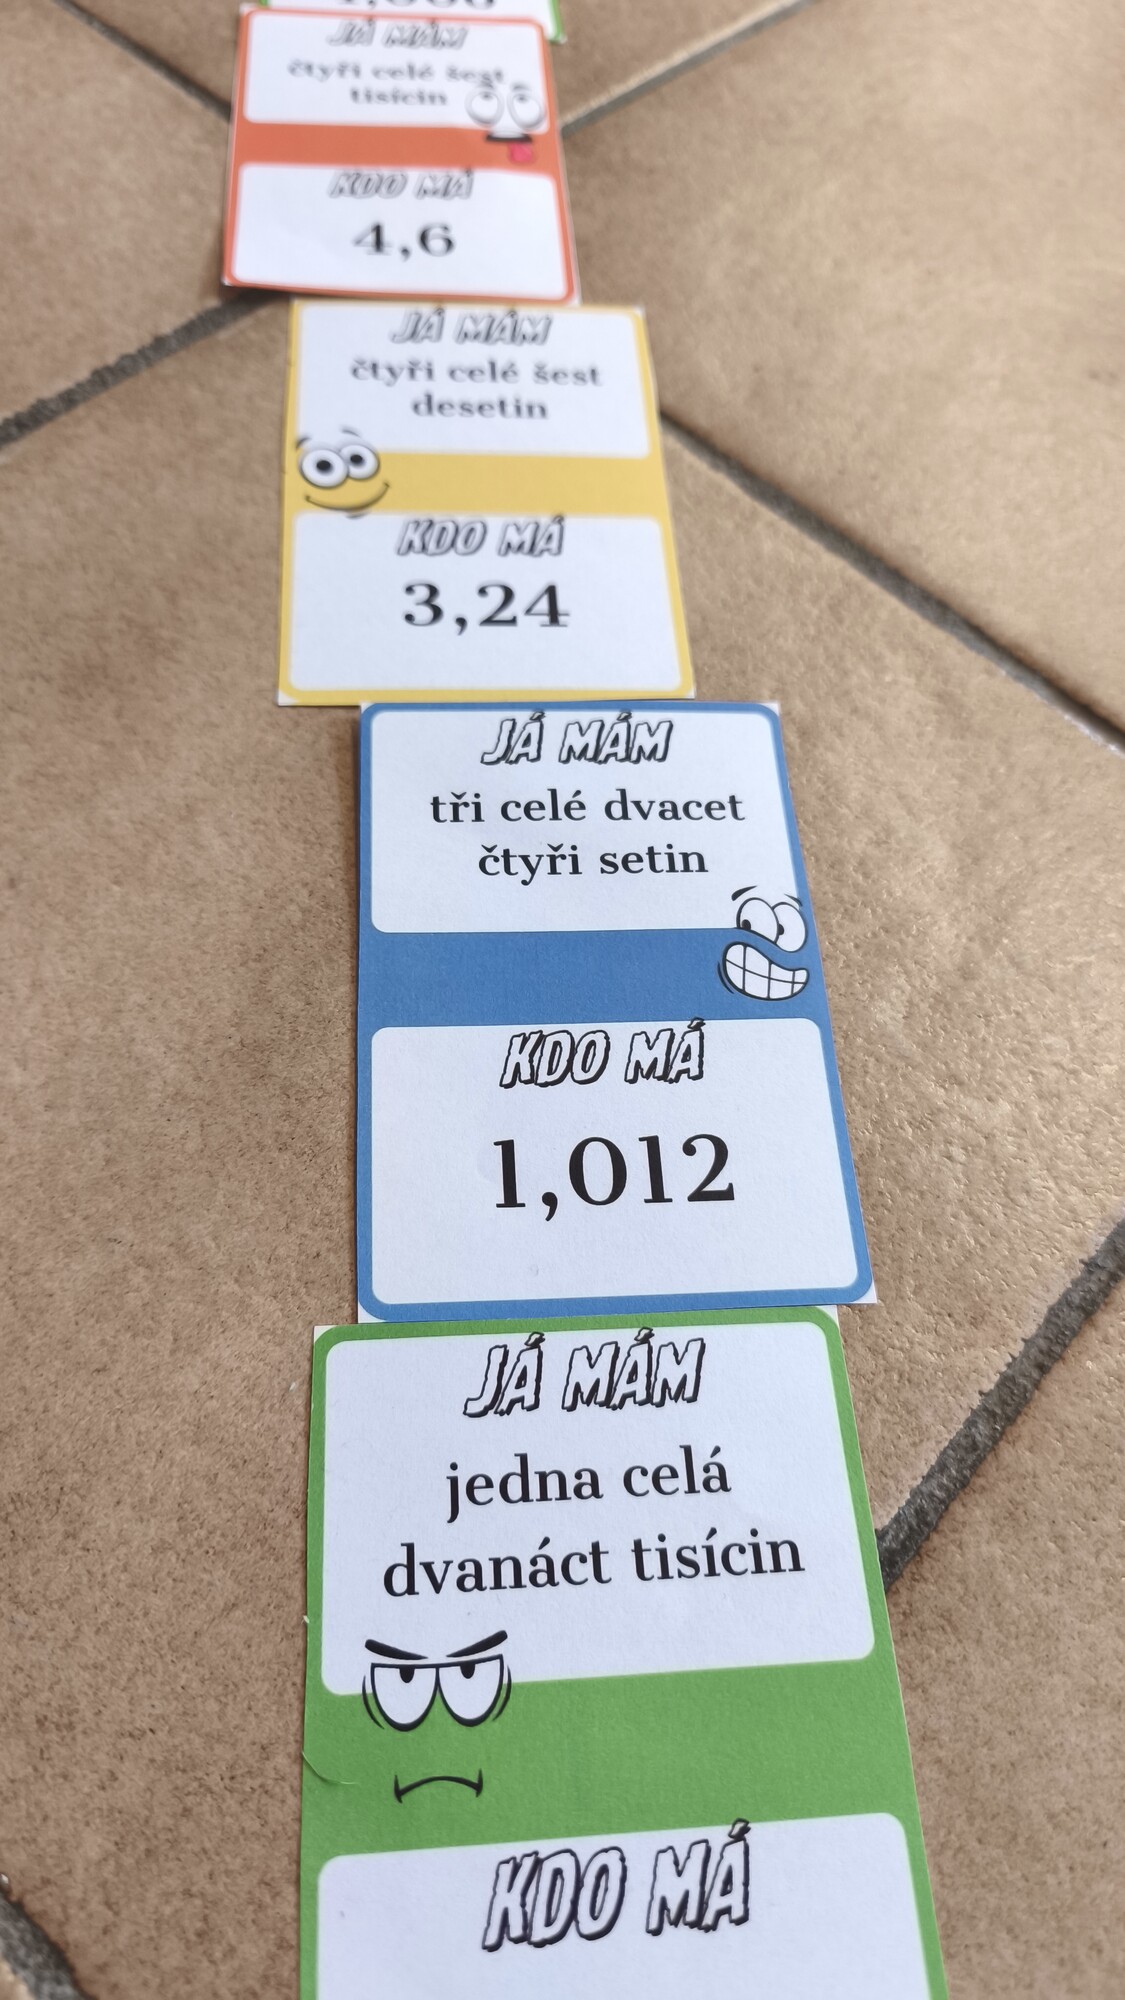 JÁ MÁM
čtyři celé šest
tisícin
KDO MÁ
4,6
JÁ MÁM
čtyři celé šest
desetin
KDO MÁ
3,24
JÁ MÁM
tři celé dvacet
čtyři setin
KDO MÁ
1,012
JÁ MÁM
jedna celá
dvanáct tisícin
KDO MÁ